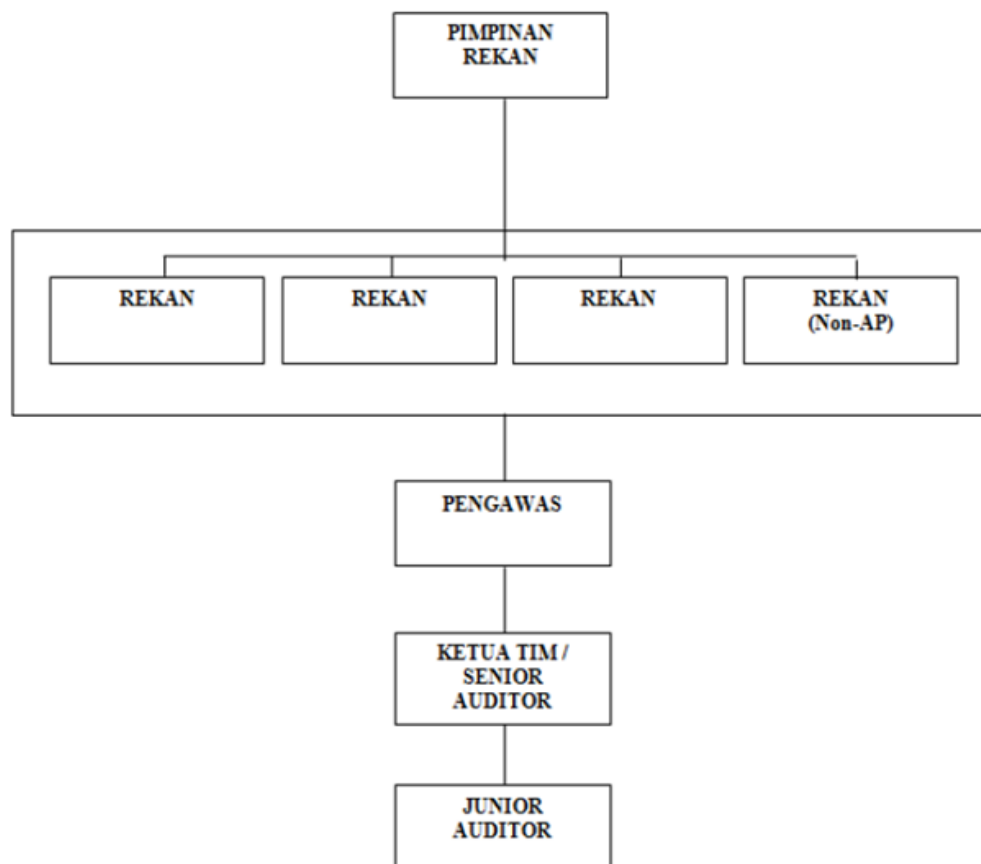 PIMPINAN
REKAN
REKAN
REKAN
REKAN
REKAN
(Non-AP)
PENGAWAS
KETUA TIM /
SENIOR
AUDITOR
JUNIOR
AUDITOR